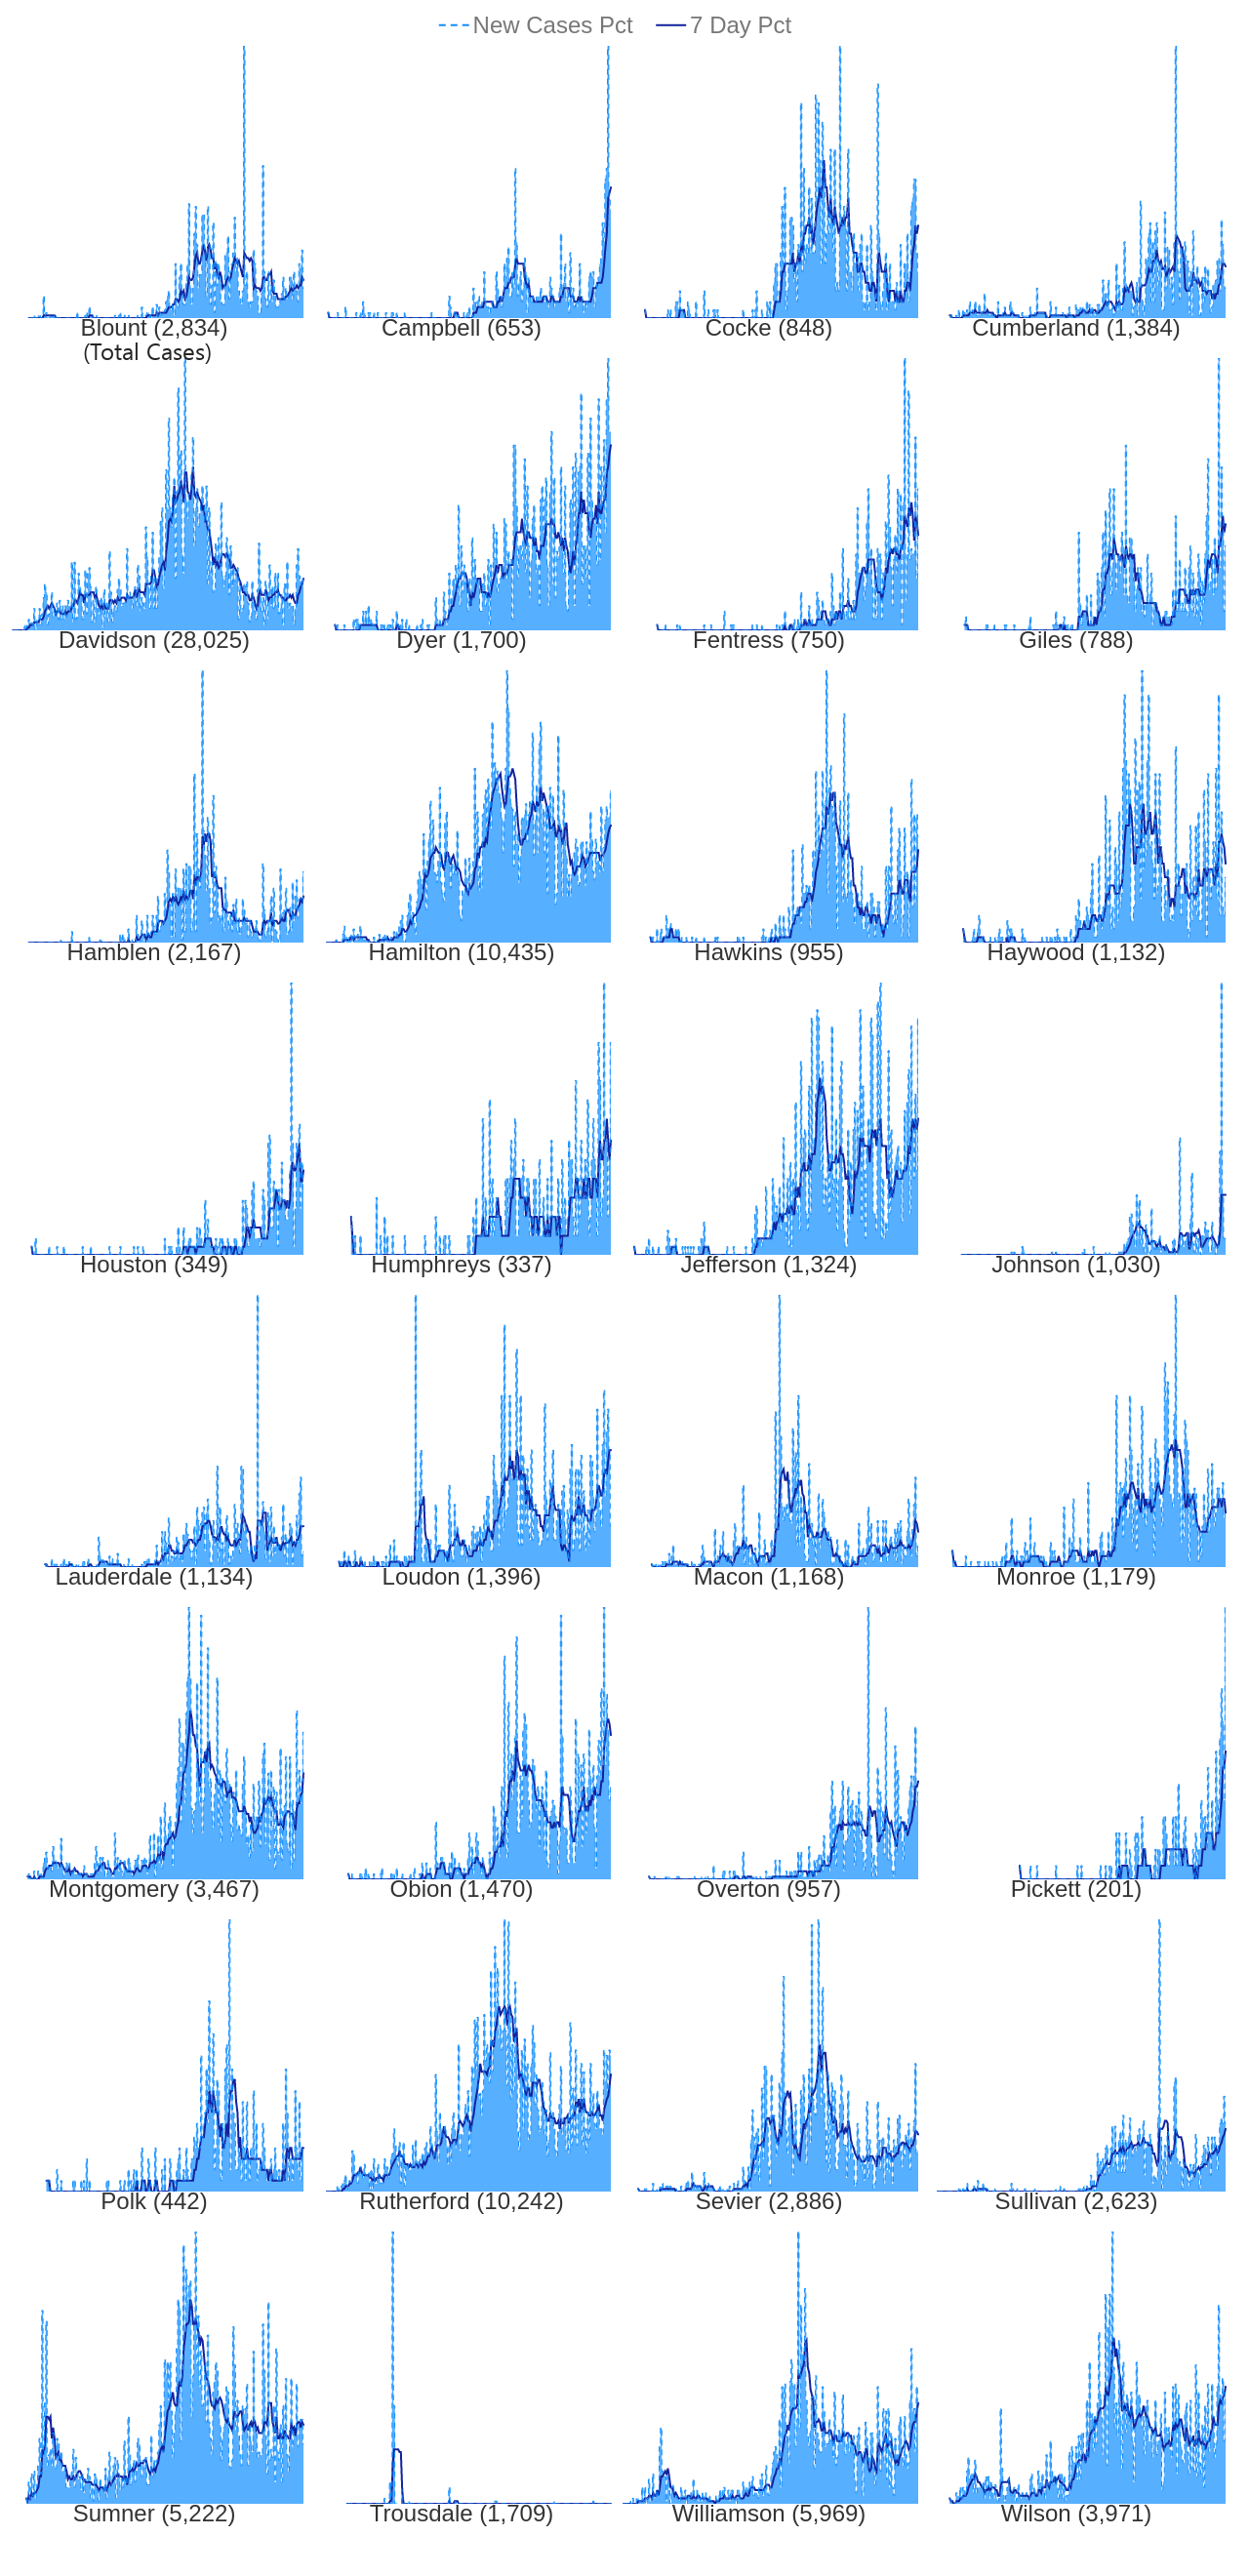 New Cases Pct 7 Day Pct
Blount (2,834) Campbell (653) Cocke (848) Cumberland (1,384)
(Total Cases)
Davidson (28,025) Dyer (1,700) Fentress (750) Giles (788)
Hamblen (2,167) Hamilton (10,435) Hawkins (955) Haywood (1,132)
Houston (349) Humphreys (337) Jefferson (1,324) Johnson (1,030)
Lauderdale (1,134) Loudon (1,396) Macon (1,168) Monroe (1,179)
Montgomery (3,467) Obion (1,470) Overton (957) Pickett (201)
Polk (442) Rutherford (10,242) Sevier (2,886) Sullivan (2,623)
Sumner (5,222) Trousdale (1,709) Williamson (5,969) Wilson (3,971)